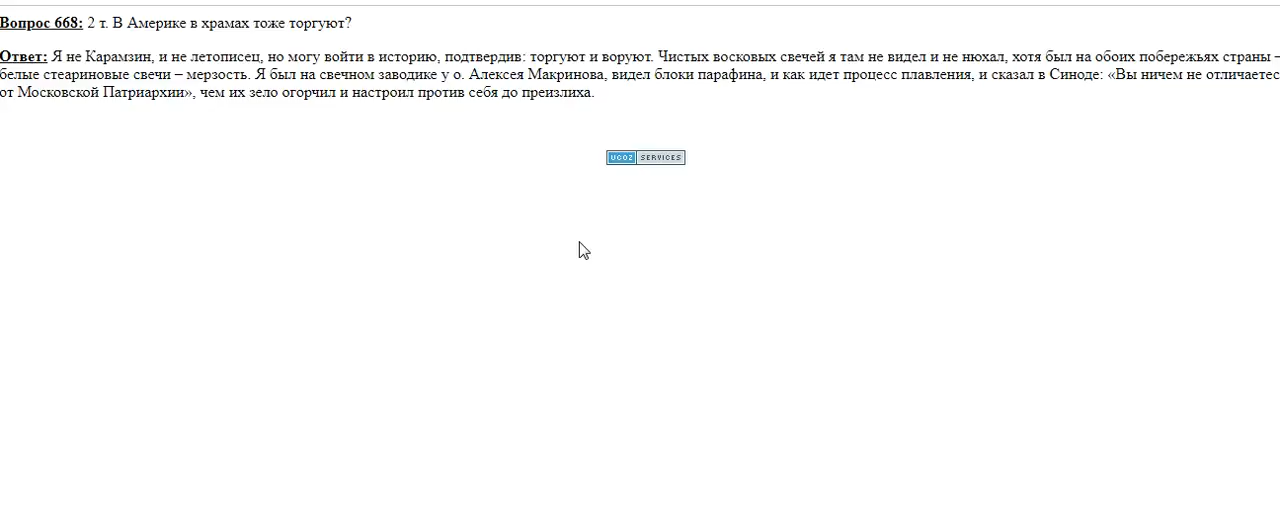 Вопрос 668: 2 т. В Америке в храмах тоже торгуют?
Ответ: Я не Карамзин, и не летописец, но могу войти в историю, подтвердив: торгуют и воруют. Чистых восковых свечей я там не видел и не нюхал, хотя был на обоих побережьях страны –
белые стеариновые свечи – мерзость. Я был на свечном заводике у о. Алексея Макринова, видел блоки парафина, и как идет процесс плавления, и сказал в Синоде: «Вы ничем не отличаетес
от Московской Патриархии», чем их зело огорчил и настроил против себя до преизлиха.
UCOZ SERVICES